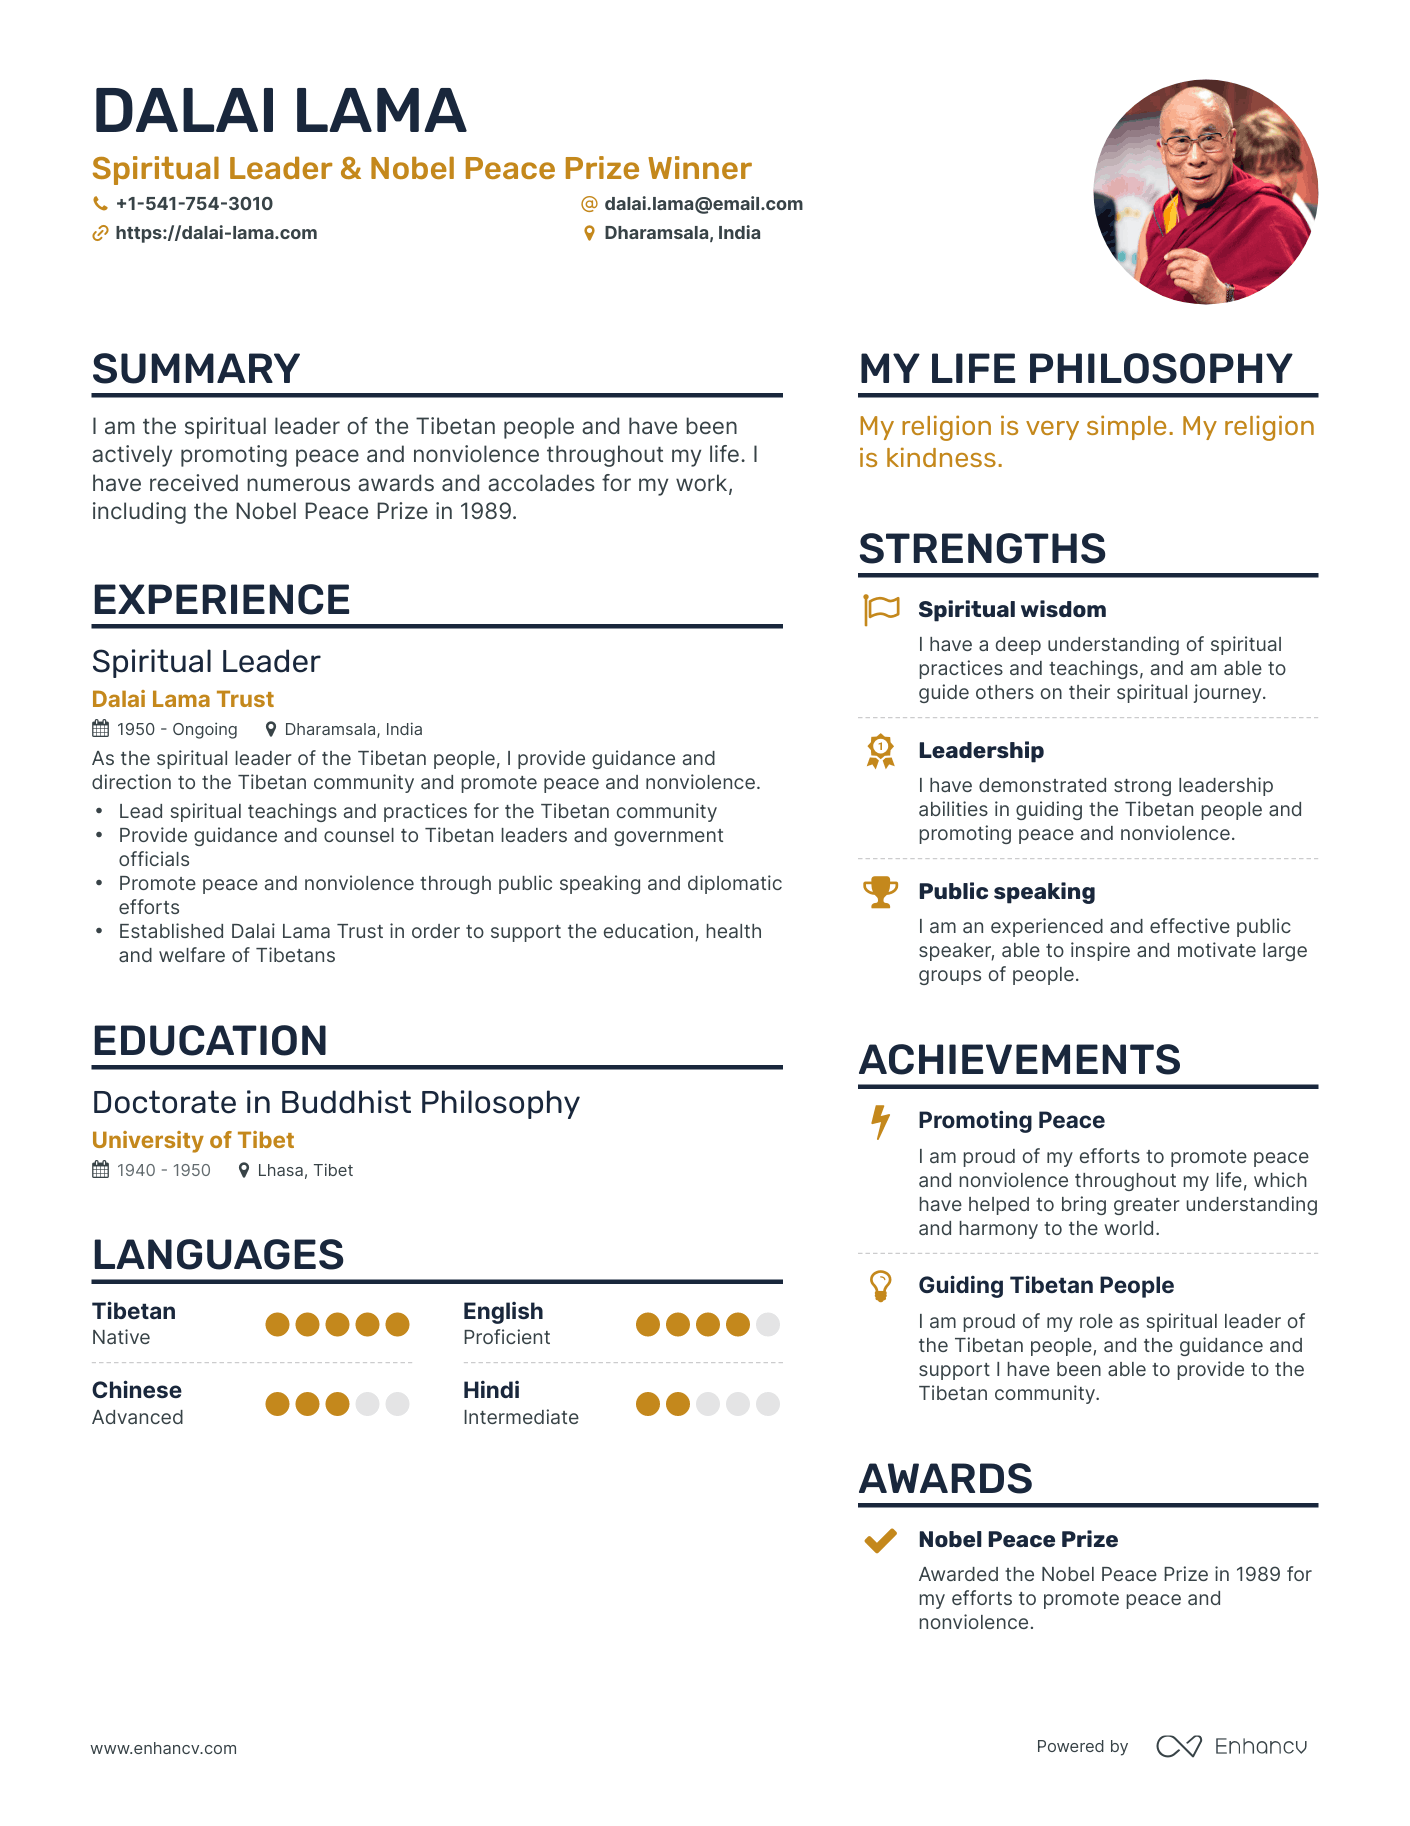 DALAI LAMA
Spiritual Leader & Nobel Peace Prize Winner
+1-541-754-3010
dalai.lama@email.com
https://dalai-lama.com
Dharamsala, India
SUMMARY
I am the spiritual leader of the Tibetan people and have been
actively promoting peace and nonviolence throughout my life. I
have received numerous awards and accolades for my work,
including the Nobel Peace Prize in 1989.
EXPERIENCE
Spiritual Leader
Dalai Lama Trust
1950 - Ongoing
Dharamsala, India
As the spiritual leader of the Tibetan people, I provide guidance and
direction to the Tibetan community and promote peace and nonviolence.
• Lead spiritual teachings and practices for the Tibetan community
• Provide guidance and counsel to Tibetan leaders and government
officials
• Promote peace and nonviolence through public speaking and diplomatic
efforts
• Established Dalai Lama Trust in order to support the education, health
and welfare of Tibetans
EDUCATION
Doctorate in Buddhist Philosophy
University of Tibet
1940 - 1950
Lhasa, Tibet
LANGUAGES
Tibetan
Native
English
Proficient
Chinese
Advanced
Hindi
Intermediate
MY LIFE PHILOSOPHY
My religion is very simple. My religion
is kindness.
STRENGTHS
Spiritual wisdom
I have a deep understanding of spiritual
practices and teachings, and am able to
guide others on their spiritual journey.
1
Leadership
I have demonstrated strong leadership
abilities in guiding the Tibetan people and
promoting peace and nonviolence.
Public speaking
I am an experienced and effective public
speaker, able to inspire and motivate large
groups of people.
ACHIEVEMENTS
Promoting Peace
I am proud of my efforts to promote peace
and nonviolence throughout my life, which
have helped to bring greater understanding
and harmony to the world.
Guiding Tibetan People
I am proud of my role as spiritual leader of
the Tibetan people, and the guidance and
support I have been able to provide to the
Tibetan community.
AWARDS
Nobel Peace Prize
Awarded the Nobel Peace Prize in 1989 for
my efforts to promote peace and
nonviolence.
www.enhancv.com
Powered by
Enhancv